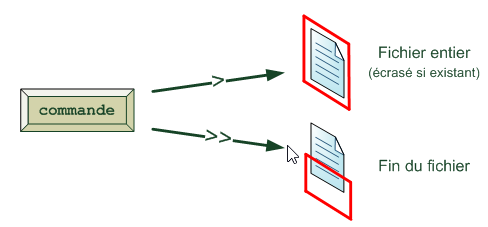 commande
>
Fichier entier
(écrasé si existant)
>>
Fin du fichier